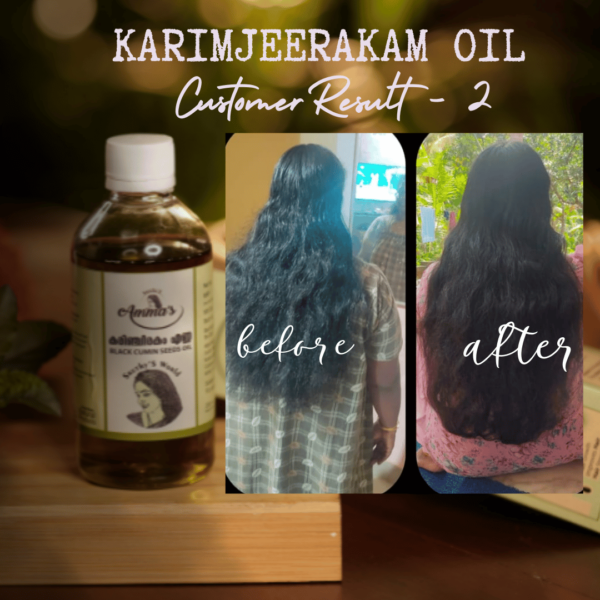 KARIMJEERAKAM OIL
Customer Result - 2
Amma's
കരിഞ്ചീരകം എണ്ണ
BLACK CUMIN SEEDS OIL
before
after